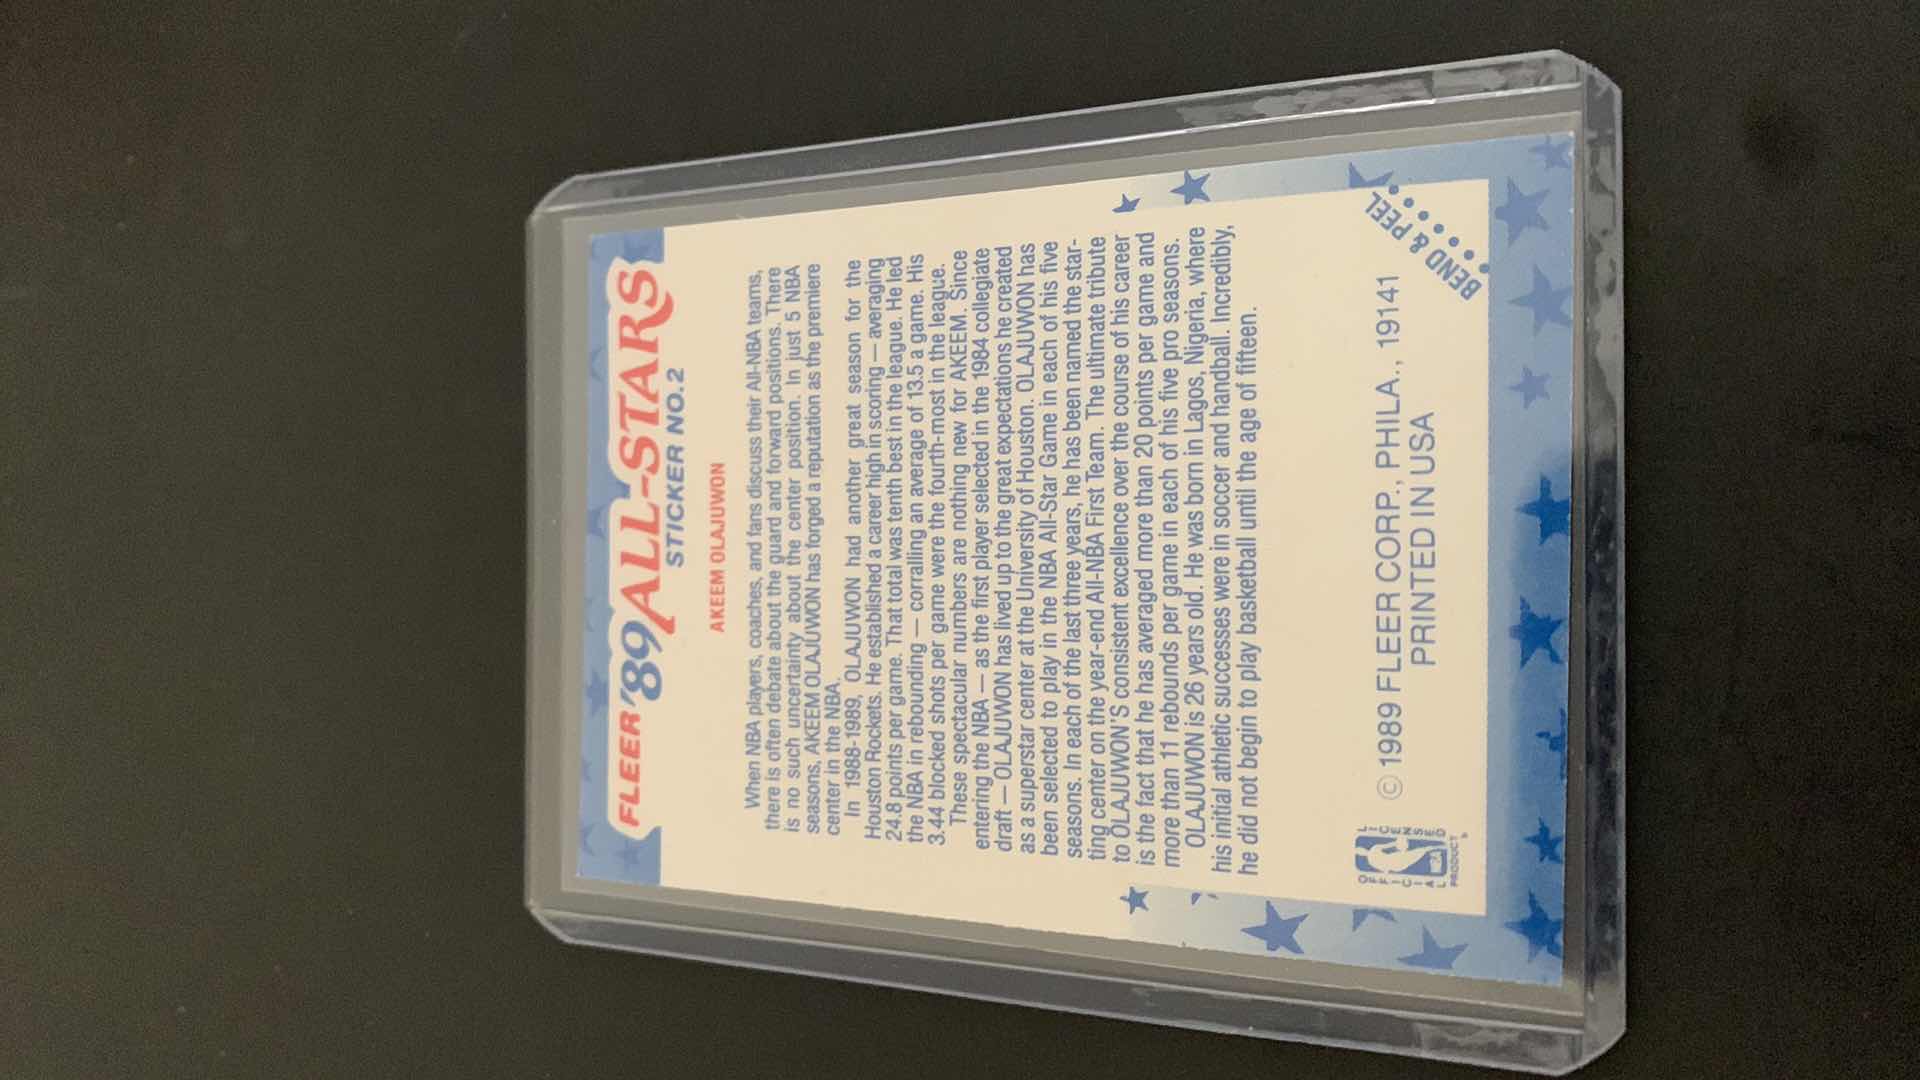 FLEER '89 ALL-STARS
STICKER NO. 2
AKEEM OLAJUWON
When NBA players, coaches, and fans discuss their All-NBA teams,
there is often debate about the guard and forward positions. There
is no such uncertainty about the center position. In just 5 NBA
seasons, AKEEM OLAJUWON has forged a reputation as the premiere
center in the NBA.
In 1988-1989, OLAJUWON had another great season for the
Houston Rockets. He established a career high in scoring — averaging
24.8 points per game. That total was tenth best in the league. He led
the NBA in rebounding — corralling an average of 13.5 a game. His
3.44 blocked shots per game were the fourth-most in the league.
These spectacular numbers are nothing new for AKEEM. Since
entering the NBA — as the first player selected in the 1984 collegiate
draft — OLAJUWON has lived up to the great expectations he created
as a superstar center at the University of Houston. OLAJUWON has
been selected to play in the NBA All-Star Game in each of his five
seasons. In each of the last three years, he has been named the star-
ting center on the year-end All-NBA First Team. The ultimate tribute
to OLAJUWON'S consistent excellence over the course of his career
is the fact that he has averaged more than 20 points per game and
more than 11 rebounds per game in each of his five pro seasons.
OLAJUWON is 26 years old. He was born in Lagos, Nigeria, where
his initial athletic successes were in soccer and handball. Incredibly,
he did not begin to play basketball until the age of fifteen.
OFFICIAL LICENSED
PRODUCT
© 1989 FLEER CORP., PHILA., 19141
PRINTED IN USA
BEND & PEEL